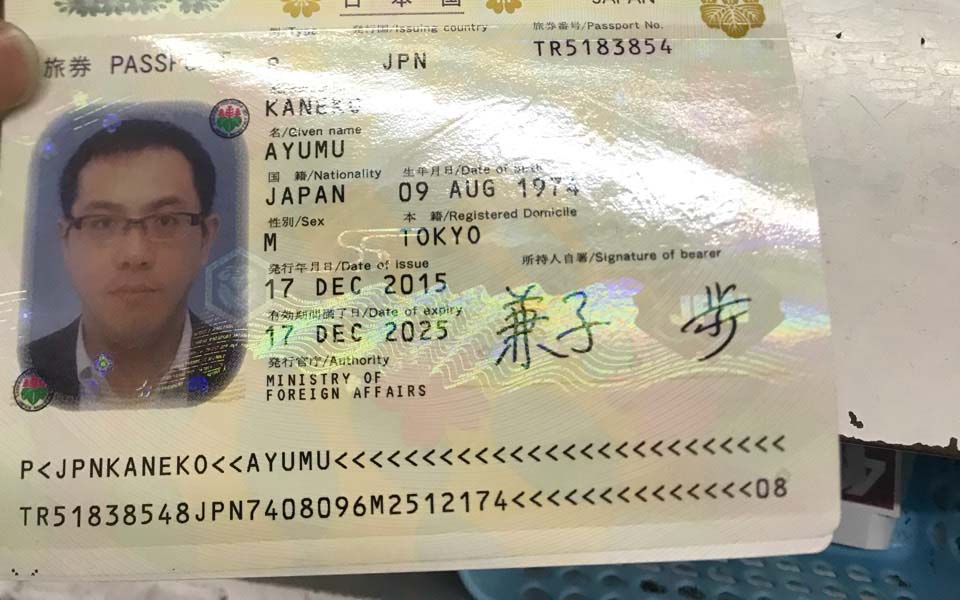 日本国 JAPAN
型/Type 発行国/Issuing country 旅券番号/Passport No.
旅券 PASSPORT P JPN TR5183854
KANEKO
名/Given name
AYUMU
国 籍/Nationality 生年月日/Date of birth
JAPAN 09 AUG 1974
性別/Sex 本 籍/Registered Domicile
M TOKYO
発行年月日/Date of issue 所持人自署/Signature of bearer
17 DEC 2015
有効期間満了日/Date of expiry
17 DEC 2025 兼子 歩
発行官庁/Authority
MINISTRY OF
FOREIGN AFFAIRS
P<JPNKANEKO<<AYUMU<<<<<<<<<<<<<<<<<<<<<<<<<<
TR51838548JPN7408096M2512174<<<<<<<<<<<<<<08